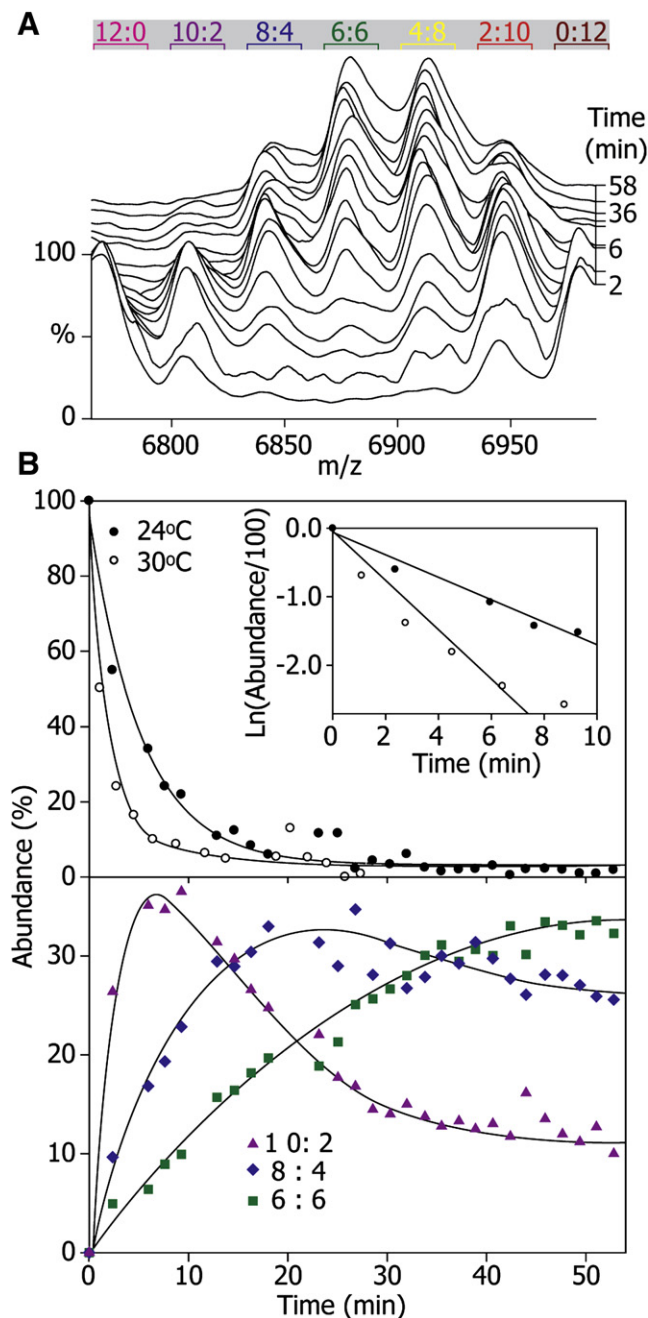 A
12:0 10:2 8:4 6:6 4:8 2:10 0:12
Time
(min)
58
36
6
2
100
%
0
6800 6850 6900 6950
m/z
B
100
80
60
40
20
0
24°C
30°C
0.0
-1.0
-2.0
Ln(Abundance/100)
0 2 4 6 8 10
Time (min)
Abundance (%)
30
20
10
0
1 0: 2
8 : 4
6 : 6
0 10 20 30 40 50
Time (min)